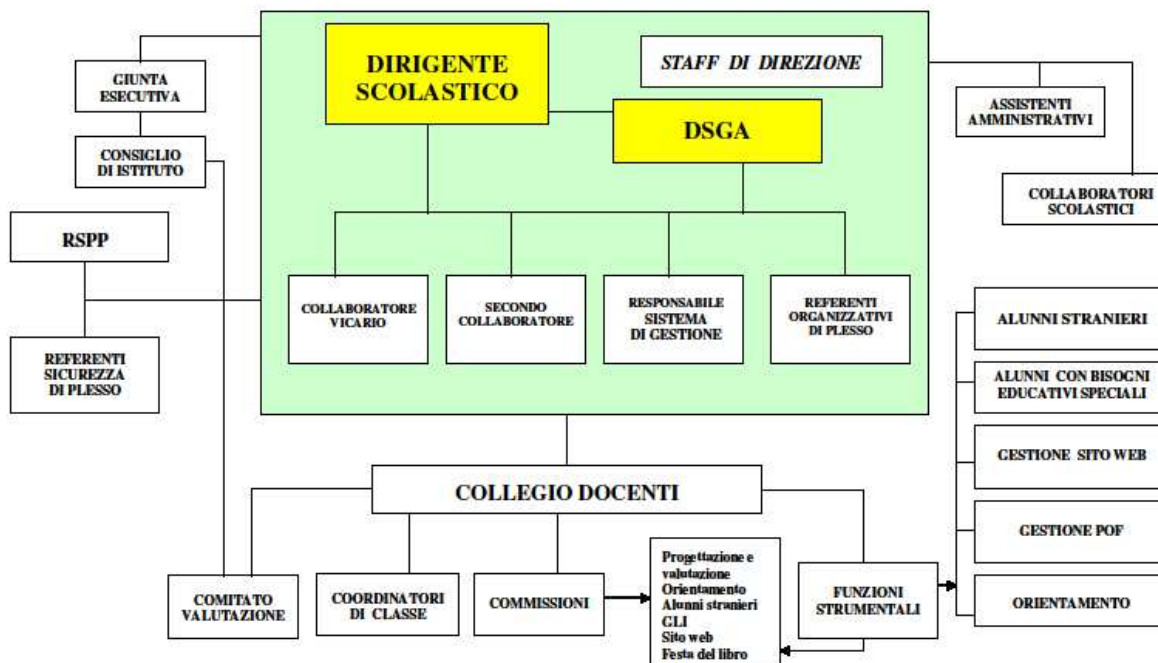 DIRIGENTE
SCOLASTICO
STAFF DI DIREZIONE
DSGA
GIUNTA
ESECUTIVA
CONSIGLIO
DI ISTITUTO
ASSISTENTI
AMMINISTRATIVI
COLLABORATORI
SCOLASTICI
RSPP
REFERENTI
SICUREZZA
DI PLESSO
COLLABORATORE
VICARIO
SECONDO
COLLABORATORE
RESPONSABILE
SISTEMA
DI GESTIONE
REFERENTI
ORGANIZZATIVI
DI PLESSO
ALUNNI STRANIERI
ALUNNI CON BISOGNI
EDUCATIVI SPECIALI
GESTIONE SITO WEB
GESTIONE POF
ORIENTAMENTO
COLLEGIO DOCENTI
COMITATO
VALUTAZIONE
COORDINATORI
DI CLASSE
COMMISSIONI
Progettazione e
valutazione
Orientamento
Alunni stranieri
GLI
Sito web
Festa del libro
FUNZIONI
STRUMENTALI